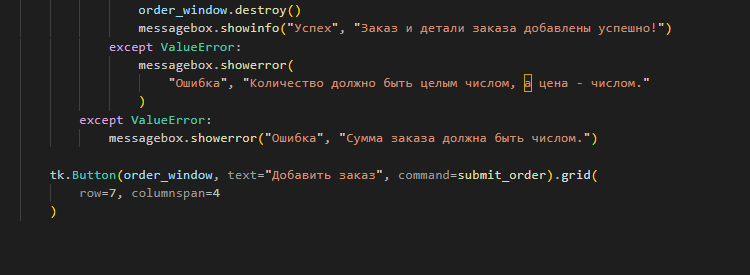 order_window.destroy()
messagebox.showinfo("Успех", "Заказ и детали заказа добавлены успешно!")
except ValueError:
messagebox.showerror(
"Ошибка", "Количество должно быть целым числом, а цена - числом."
)
except ValueError:
messagebox.showerror("Ошибка", "Сумма заказа должна быть числом.")
tk.Button(order_window, text="Добавить заказ", command=submit_order).grid(
row=7, columnspan=4
)